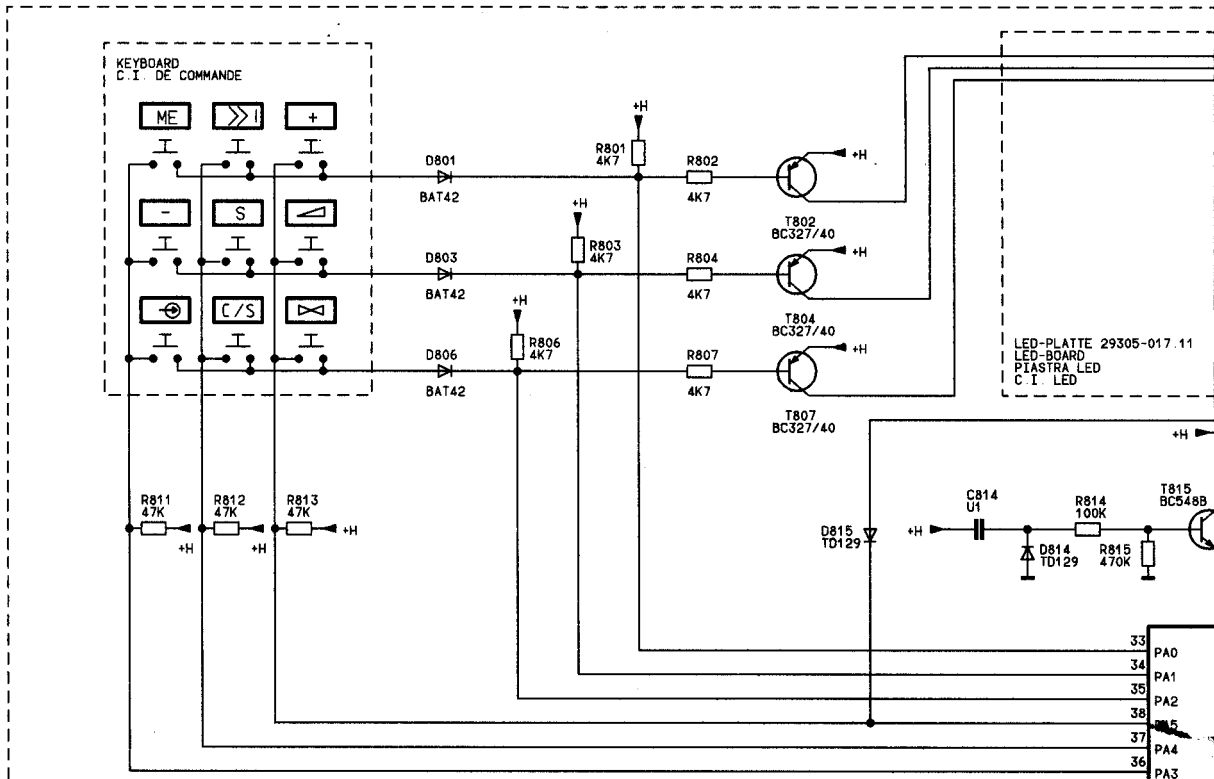 KEYBOARD
C.I. DE COMMANDE
ME
+
-
S
C/S
D801
BAT42
D803
BAT42
D806
BAT42
+H
R801
4K7
+H
R803
4K7
+H
R806
4K7
R802
4K7
R804
4K7
R807
4K7
+H
T802
BC327/40
+H
T804
BC327/40
+H
T807
BC327/40
LED-PLATTE 29305-017.11
LED-BOARD
PIASTRA LED
C.I. LED
+H
R811
47K
+H
R812
47K
+H
R813
47K
+H
D815
TD129
+H
C814
U1
D814
TD129
R814
100K
R815
470K
T815
BC548B
33 PA0
34 PA1
35 PA2
38 PA5
37 PA4
36 PA3